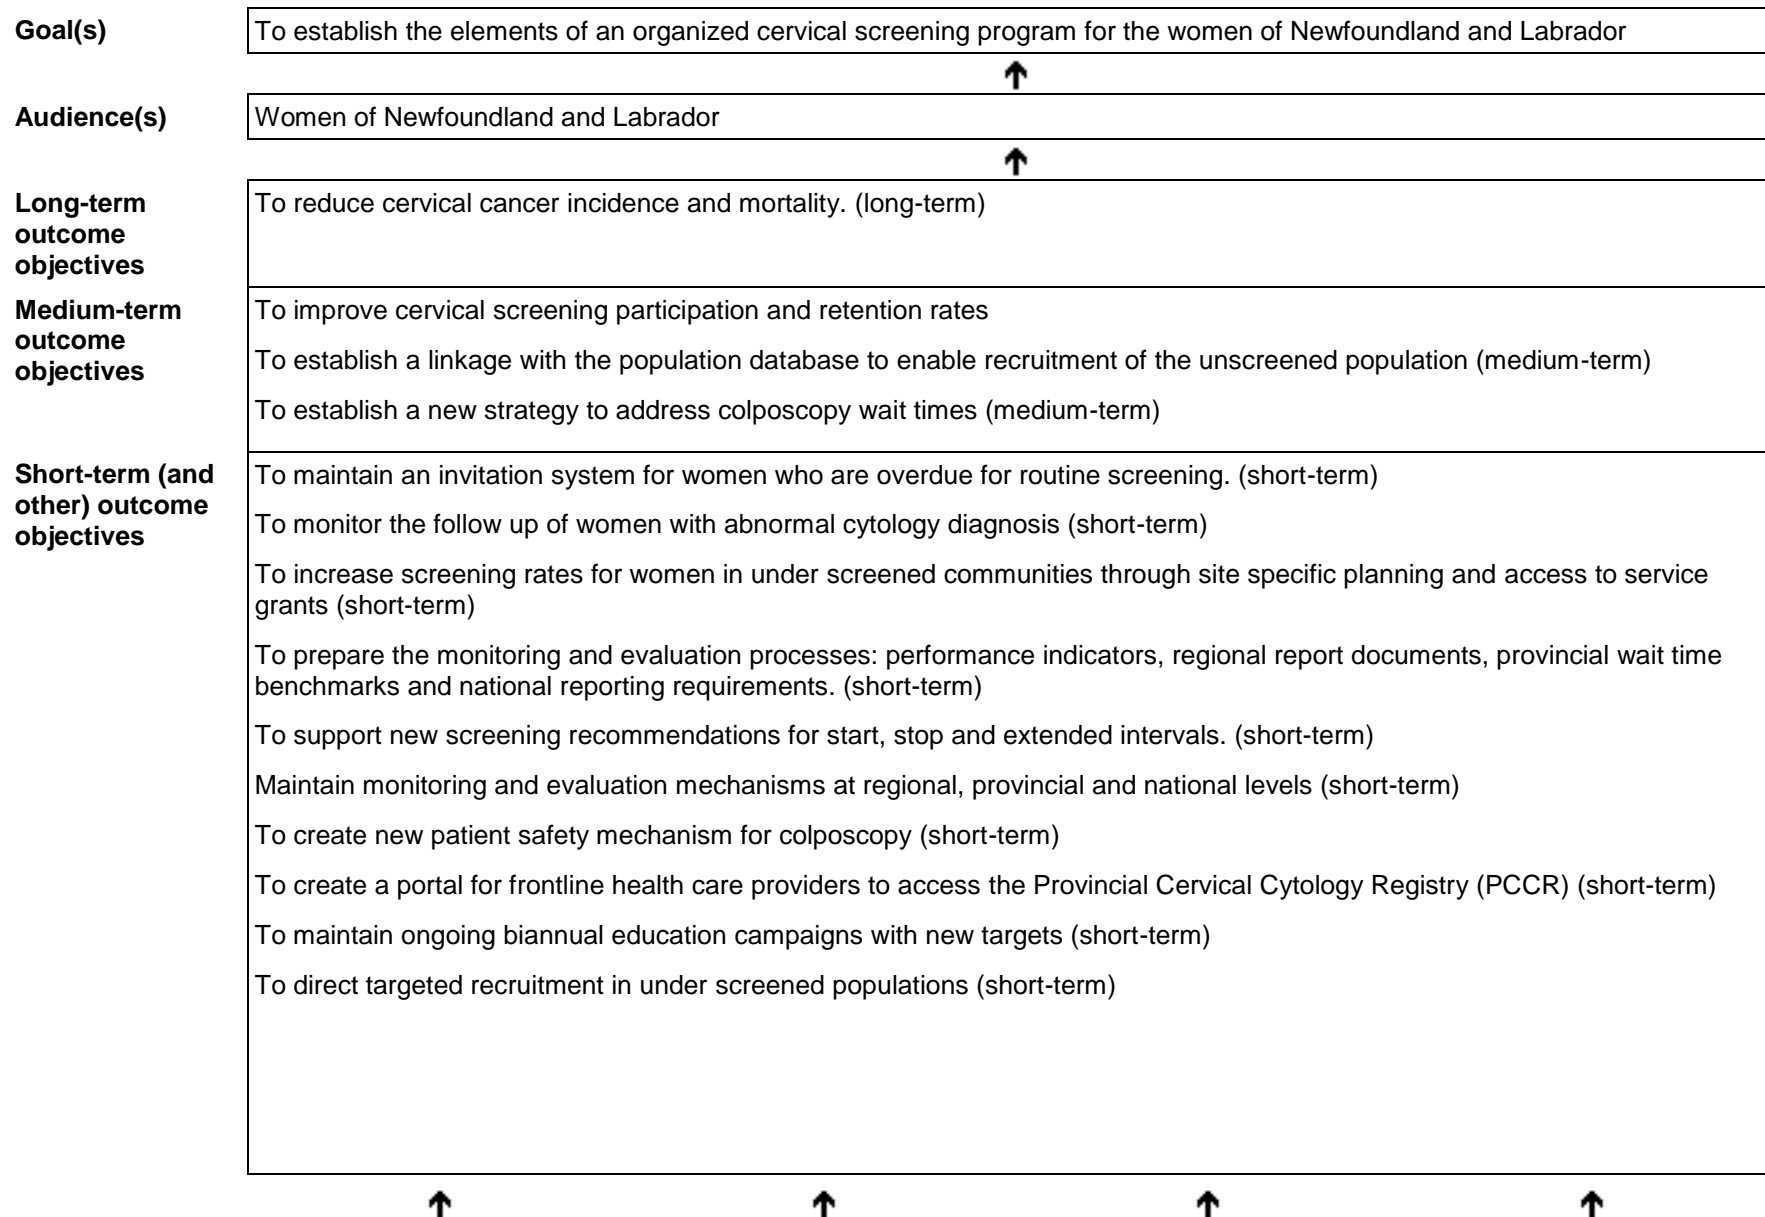 Goal(s)
To establish the elements of an organized cervical screening program for the women of Newfoundland and Labrador
Audience(s)
Women of Newfoundland and Labrador
Long-term
outcome
objectives
To reduce cervical cancer incidence and mortality. (long-term)
Medium-term
outcome
objectives
To improve cervical screening participation and retention rates
To establish a linkage with the population database to enable recruitment of the unscreened population (medium-term)
To establish a new strategy to address colposcopy wait times (medium-term)
Short-term (and
other) outcome
objectives
To maintain an invitation system for women who are overdue for routine screening. (short-term)
To monitor the follow up of women with abnormal cytology diagnosis (short-term)
To increase screening rates for women in under screened communities through site specific planning and access to service
grants (short-term)
To prepare the monitoring and evaluation processes: performance indicators, regional report documents, provincial wait time
benchmarks and national reporting requirements. (short-term)
To support new screening recommendations for start, stop and extended intervals. (short-term)
Maintain monitoring and evaluation mechanisms at regional, provincial and national levels (short-term)
To create new patient safety mechanism for colposcopy (short-term)
To create a portal for frontline health care providers to access the Provincial Cervical Cytology Registry (PCCR) (short-term)
To maintain ongoing biannual education campaigns with new targets (short-term)
To direct targeted recruitment in under screened populations (short-term)